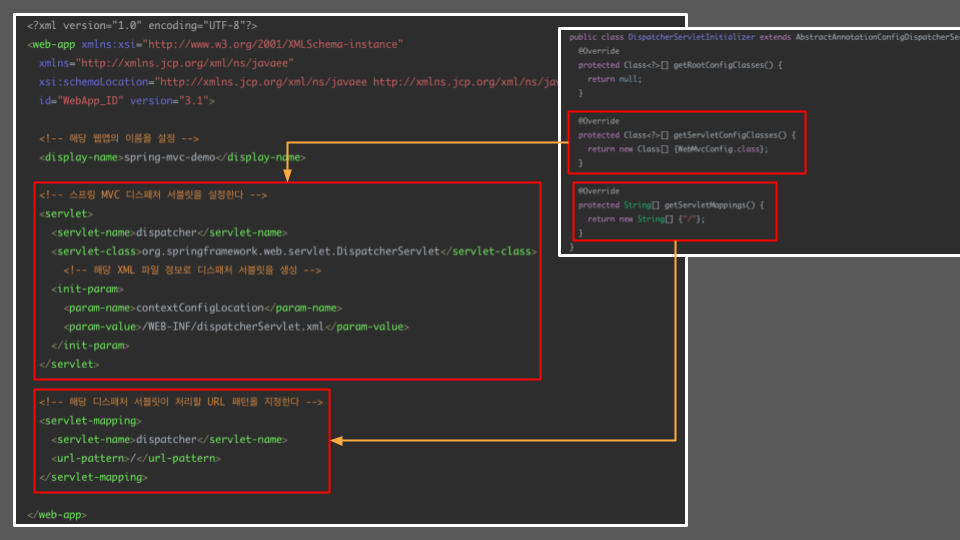 <?xml version="1.0" encoding="UTF-8"?>
<web-app xmlns:xsi="http://www.w3.org/2001/XMLSchema-instance"
xmlns="http://xmlns.jcp.org/xml/ns/javaee"
xsi:schemaLocation="http://xmlns.jcp.org/xml/ns/javaee http://xmlns.jcp.org/xml/ns/jav
id="WebApp_ID" version="3.1">
<!-- 해당 웹앱의 이름을 설정 -->
<display-name>spring-mvc-demo</display-name>
<!-- 스프링 MVC 디스패처 서블릿을 설정한다 -->
<servlet>
<servlet-name>dispatcher</servlet-name>
<servlet-class>org.springframework.web.servlet.DispatcherServlet</servlet-class>
<!-- 해당 XML 파일 정보로 디스패처 서블릿을 생성 -->
<init-param>
<param-name>contextConfigLocation</param-name>
<param-value>/WEB-INF/dispatcherServlet.xml</param-value>
</init-param>
</servlet>
<!-- 해당 디스패처 서블릿이 처리할 URL 패턴을 지정한다 -->
<servlet-mapping>
<servlet-name>dispatcher</servlet-name>
<url-pattern>/</url-pattern>
</servlet-mapping>
</web-app>
public class DispatcherServletInitializer extends AbstractAnnotationConfigDispatcherSe
@Override
protected Class<?>[] getRootConfigClasses() {
return null;
}
@Override
protected Class<?>[] getServletConfigClasses() {
return new Class[] {WebMvcConfig.class};
}
@Override
protected String[] getServletMappings() {
return new String[] {"/"};
}
}